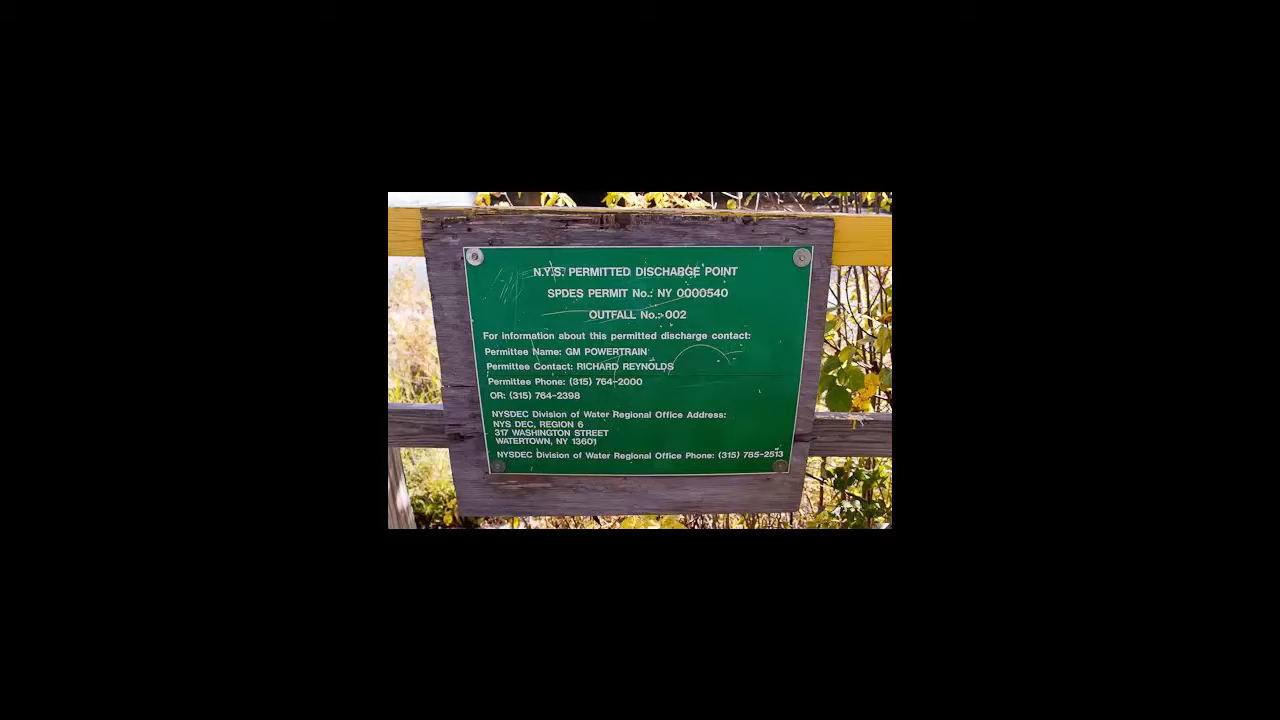 N.Y.S. PERMITTED DISCHARGE POINT
SPDES PERMIT No.: NY 0000540
OUTFALL No.: 002
For information about this permitted discharge contact:
Permittee Name: GM POWERTRAIN
Permittee Contact: RICHARD REYNOLDS
Permittee Phone: (315) 764-2000
OR: (315) 764-2398
NYSDEC Division of Water Regional Office Address:
NYS DEC, REGION 6
317 WASHINGTON STREET
WATERTOWN, NY 13601
NYSDEC Division of Water Regional Office Phone: (315) 785-2513